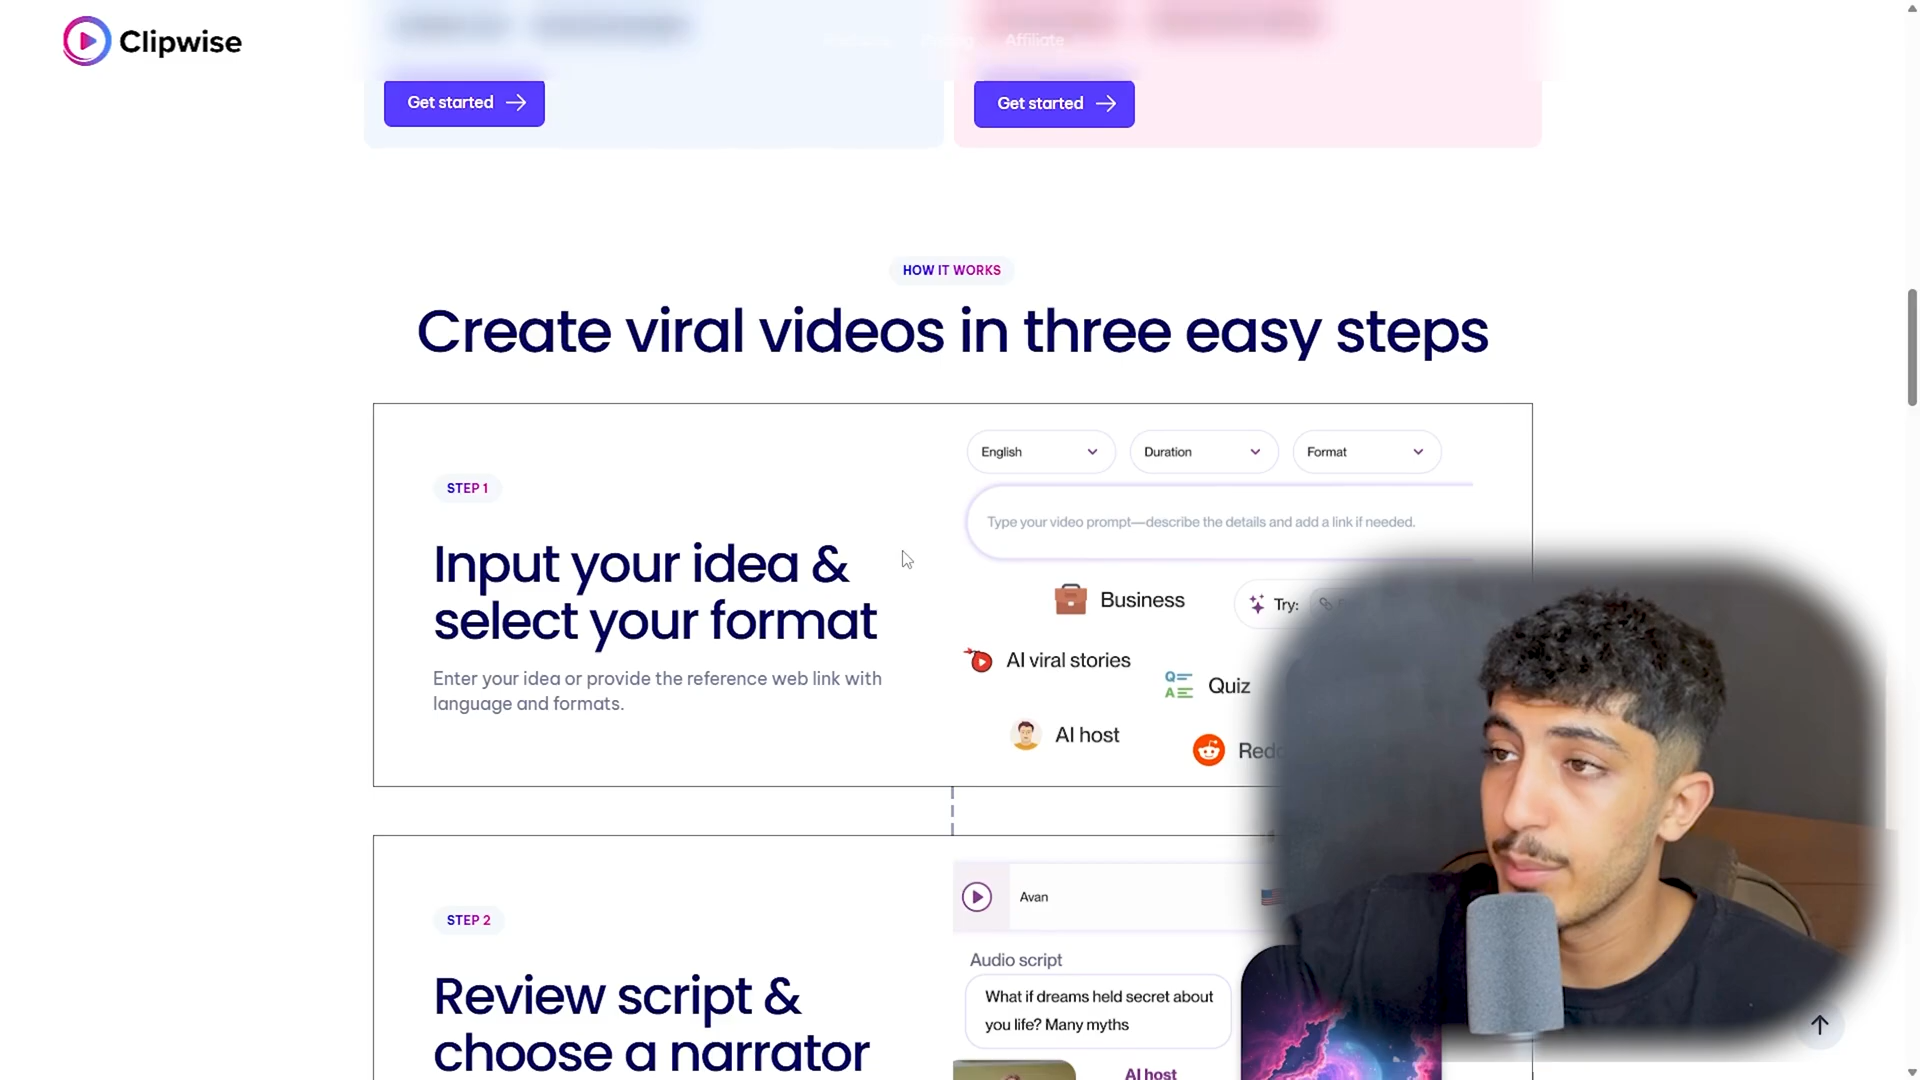 Clipwise
Affiliate
Get started
Get started
HOW IT WORKS
Create viral videos in three easy steps
STEP 1
Input your idea &
select your format
Enter your idea or provide the reference web link with
language and formats.
English
Duration
Format
Type your video prompt—describe the details and add a link if needed.
Business
Try:
AI viral stories
Quiz
AI host
STEP 2
Review script &
choose a narrator
Avan
Audio script
What if dreams held secret about
you life? Many myths
AI host